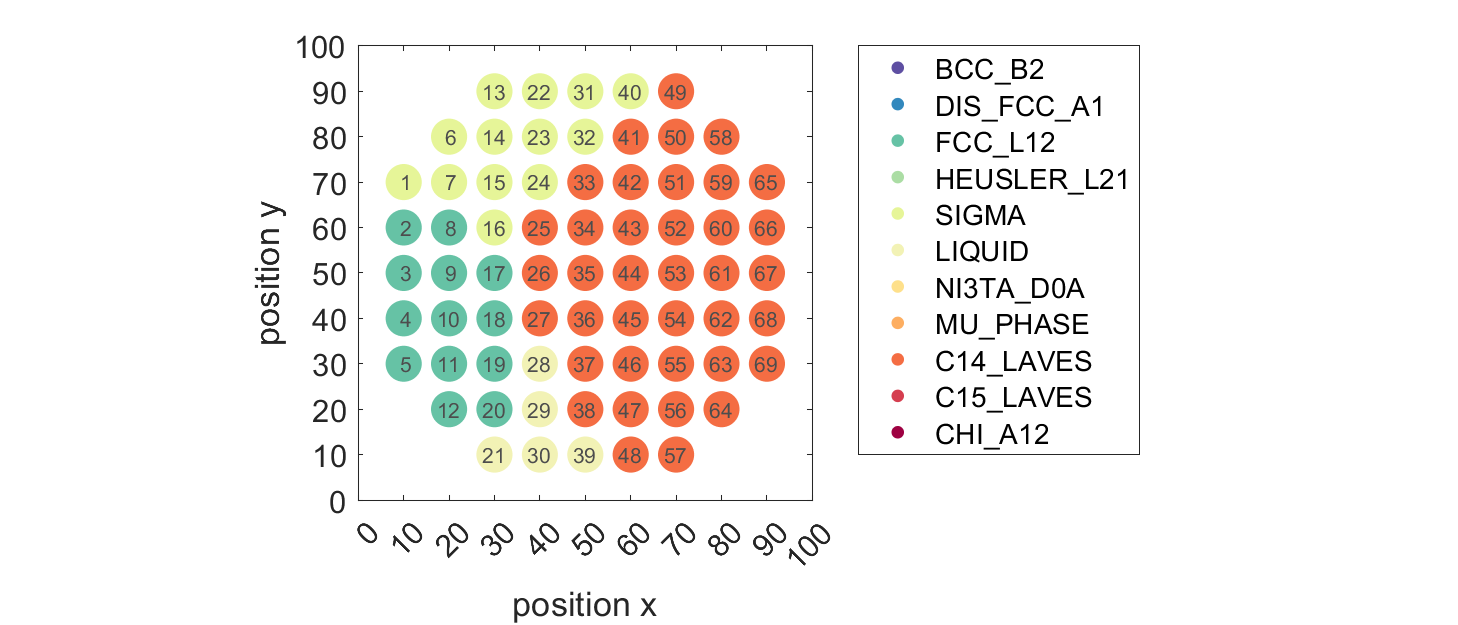 100
90
80
70
60
50
40
30
20
10
0
position y
13 22 31 40 49
6 14 23 32 41 50 58
1 7 15 24 33 42 51 59 65
2 8 16 25 34 43 52 60 66
3 9 17 26 35 44 53 61 67
4 10 18 27 36 45 54 62 68
5 11 19 28 37 46 55 63 69
12 20 29 38 47 56 64
21 30 39 48 57
0 10 20 30 40 50 60 70 80 90 100
position x
BCC_B2
DIS_FCC_A1
FCC_L12
HEUSLER_L21
SIGMA
LIQUID
NI3TA_D0A
MU_PHASE
C14_LAVES
C15_LAVES
CHI_A12